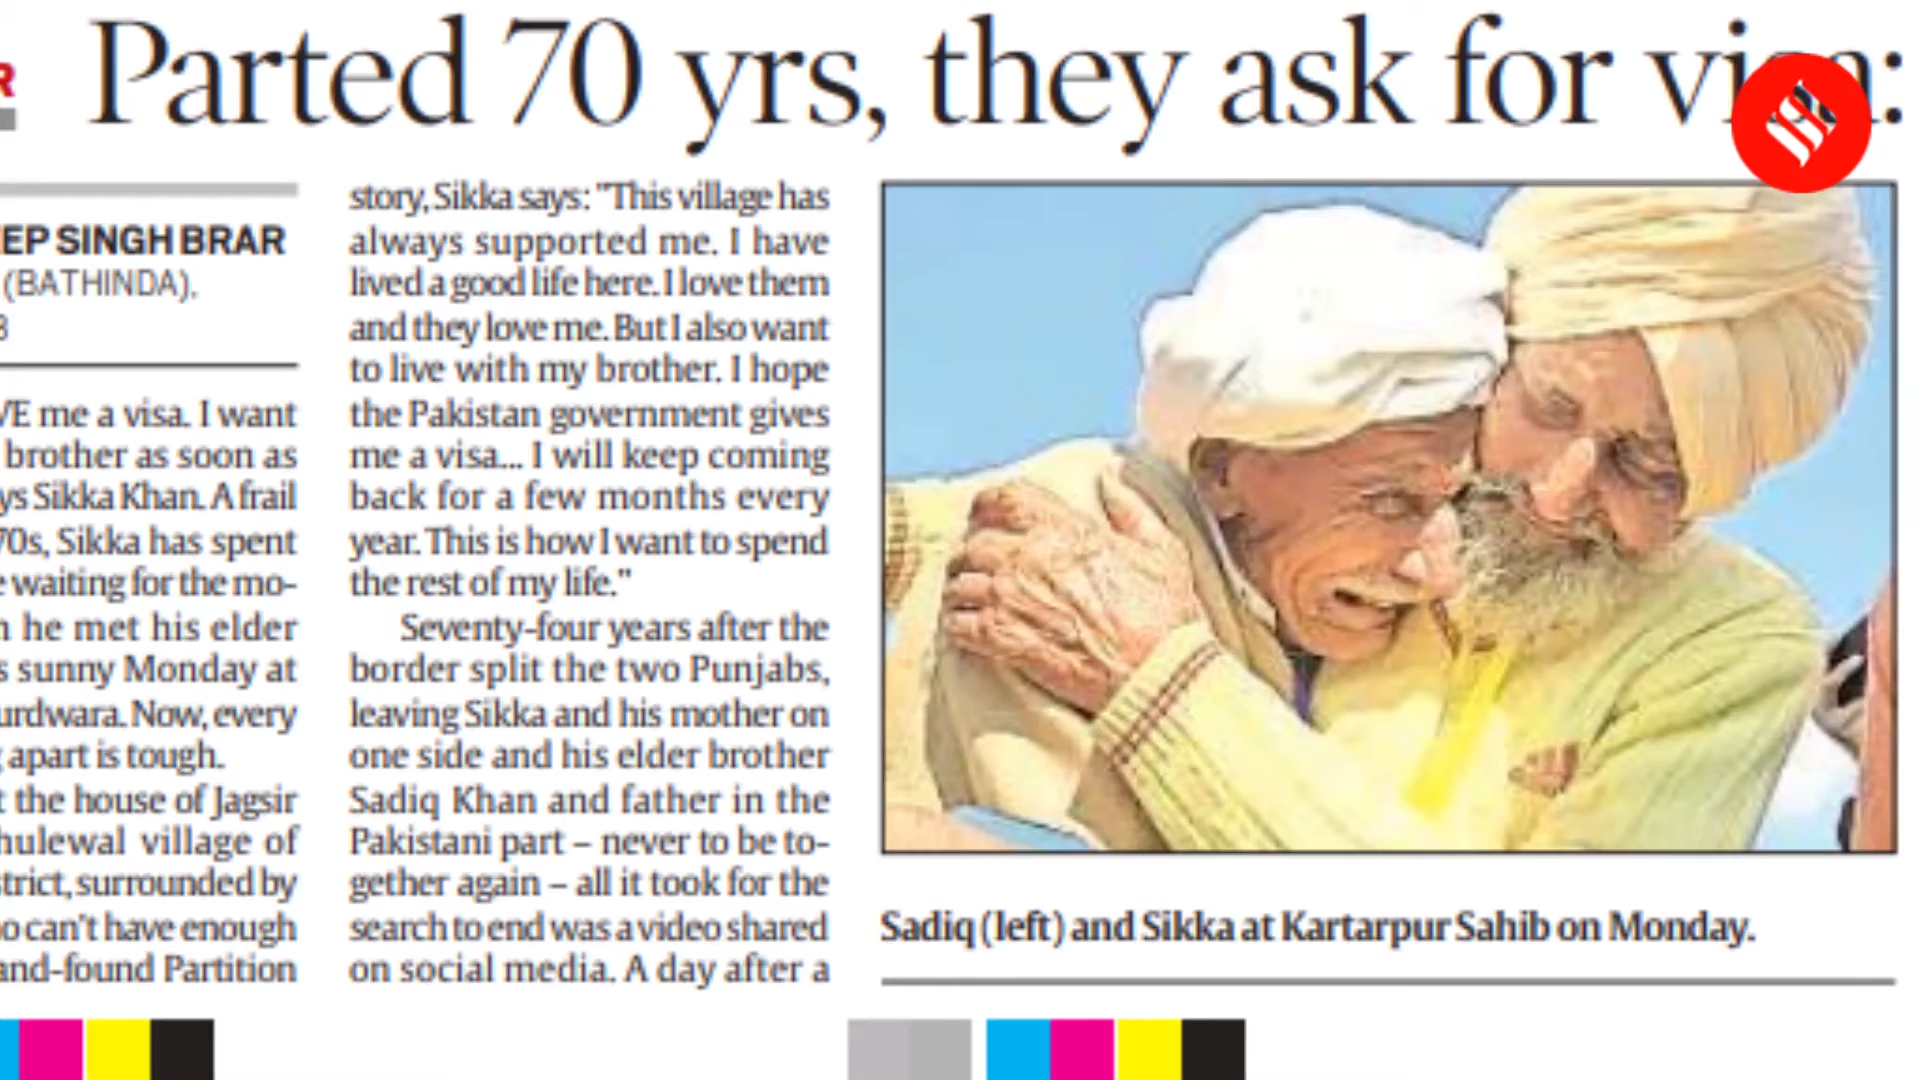 R
Parted 70 yrs, they ask for visa:
EEP SINGH BRAR
(BATHINDA),
VE me a visa. I want
brother as soon as
ys Sikka Khan. A frail
70s, Sikka has spent
waiting for the mo-
he met his elder
s sunny Monday at
urdwara. Now, every
apart is tough.
t the house of Jagsir
hulewal village of
strict, surrounded by
o can't have enough
and-found Partition
story, Sikka says: "This village has
always supported me. I have
lived a good life here. I love them
and they love me. But I also want
to live with my brother. I hope
the Pakistan government gives
me a visa... I will keep coming
back for a few months every
year. This is how I want to spend
the rest of my life."
Seventy-four years after the
border split the two Punjabs,
leaving Sikka and his mother on
one side and his elder brother
Sadiq Khan and father in the
Pakistani part – never to be to-
gether again – all it took for the
search to end was a video shared
on social media. A day after a
Sadiq (left) and Sikka at Kartarpur Sahib on Monday.